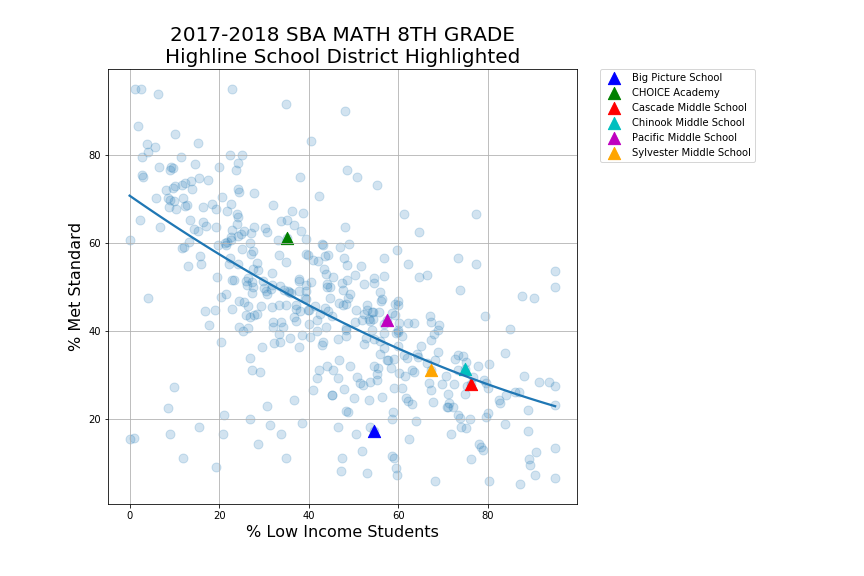 2017-2018 SBA MATH 8TH GRADE
Highline School District Highlighted
Big Picture School
CHOICE Academy
Cascade Middle School
Chinook Middle School
Pacific Middle School
Sylvester Middle School
% Met Standard
80
60
40
20
0 20 40 60 80
% Low Income Students